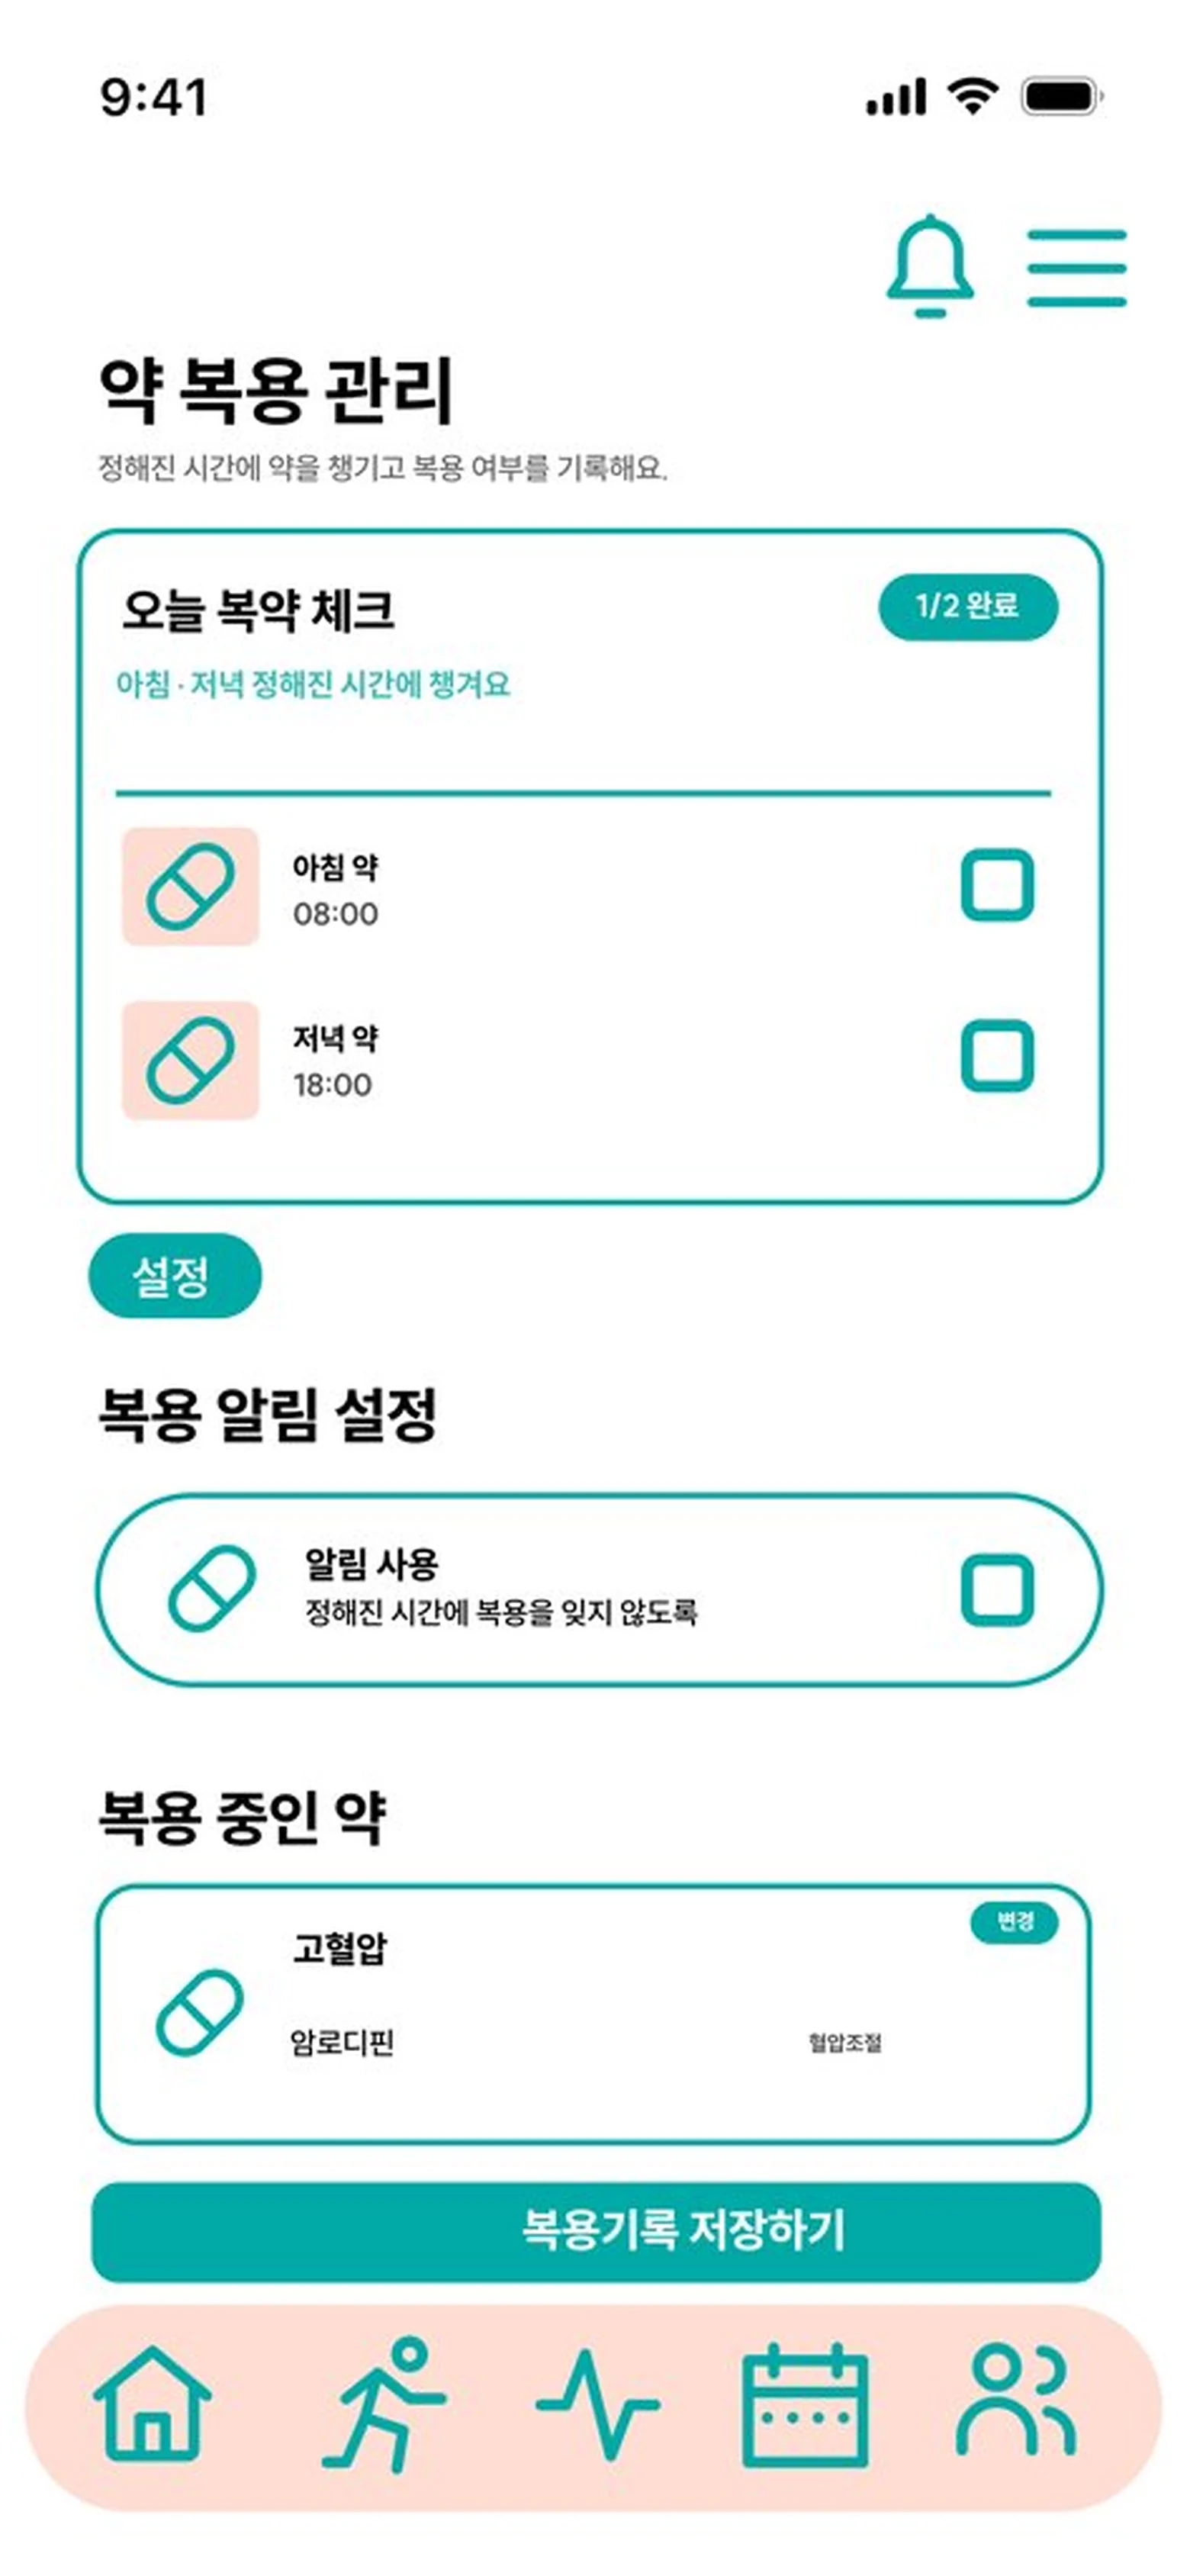 9:41
약 복용 관리
정해진 시간에 약을 챙기고 복용 여부를 기록해요.
오늘 복약 체크
1/2 완료
아침 · 저녁 정해진 시간에 챙겨요
아침 약
08:00
저녁 약
18:00
설정
복용 알림 설정
알림 사용
정해진 시간에 복용을 잊지 않도록
복용 중인 약
변경
고혈압
암로디핀
혈압조절
복용기록 저장하기